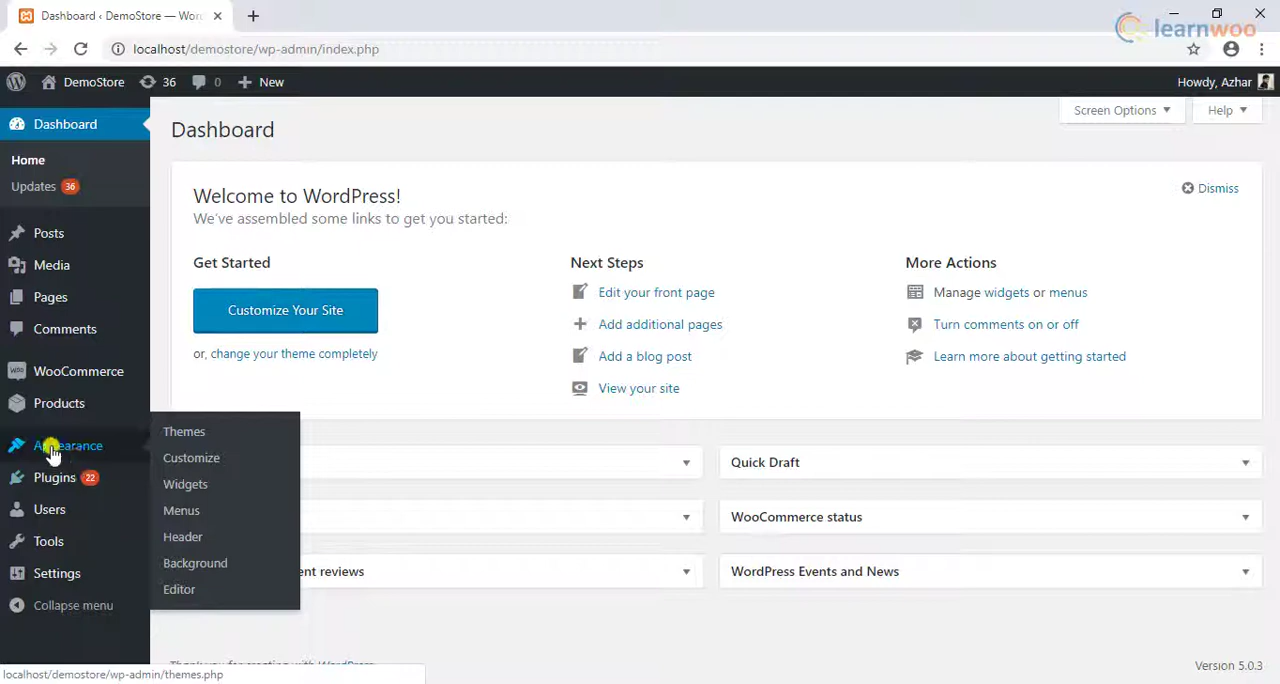 Dashboard ‹ DemoStore — Wor
learnwoo
localhost/demostore/wp-admin/index.php
DemoStore 36 0 New
Howdy, Azhar
Dashboard
Home
Updates 36
Posts
Media
Pages
Comments
WooCommerce
Products
Appearance
Plugins 22
Users
Tools
Settings
Collapse menu
Themes
Customize
Widgets
Menus
Header
Background
Editor
Screen Options
Help
Dashboard
Welcome to WordPress!
Dismiss
We've assembled some links to get you started:
Get Started
Customize Your Site
or, change your theme completely
Next Steps
Edit your front page
Add additional pages
Add a blog post
View your site
More Actions
Manage widgets or menus
Turn comments on or off
Learn more about getting started
Quick Draft
WooCommerce status
reviews
WordPress Events and News
Thank you for creating with WordPress.
Version 5.0.3
localhost/demostore/wp-admin/themes.php